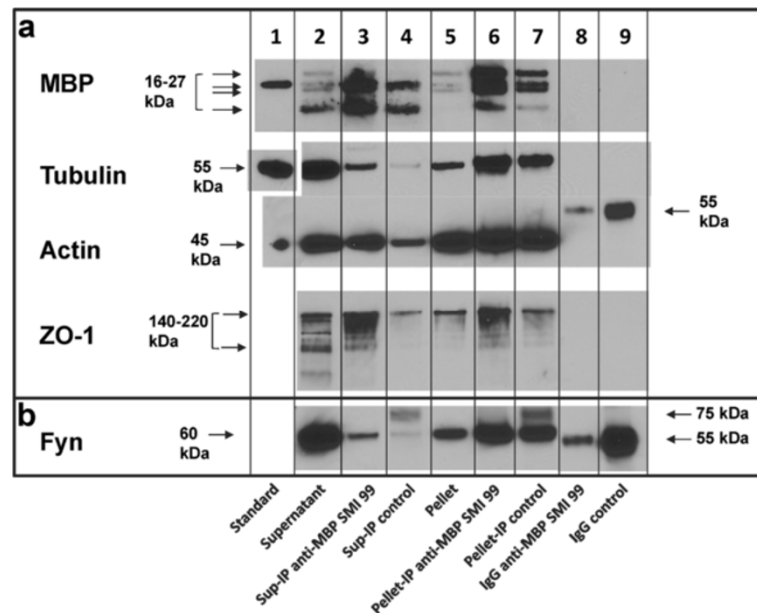 a
1 2 3 4 5 6 7 8 9
MBP
16-27
kDa
Tubulin
55
kDa
55
kDa
Actin
45
kDa
ZO-1
140-220
kDa
b
Fyn
60
kDa
75 kDa
55 kDa
Standard
Supernatant
Sup-IP anti-MBP SMI 99
Sup-IP control
Pellet
Pellet-IP anti-MBP SMI 99
Pellet-IP control
IgG anti-MBP SMI 99
IgG control